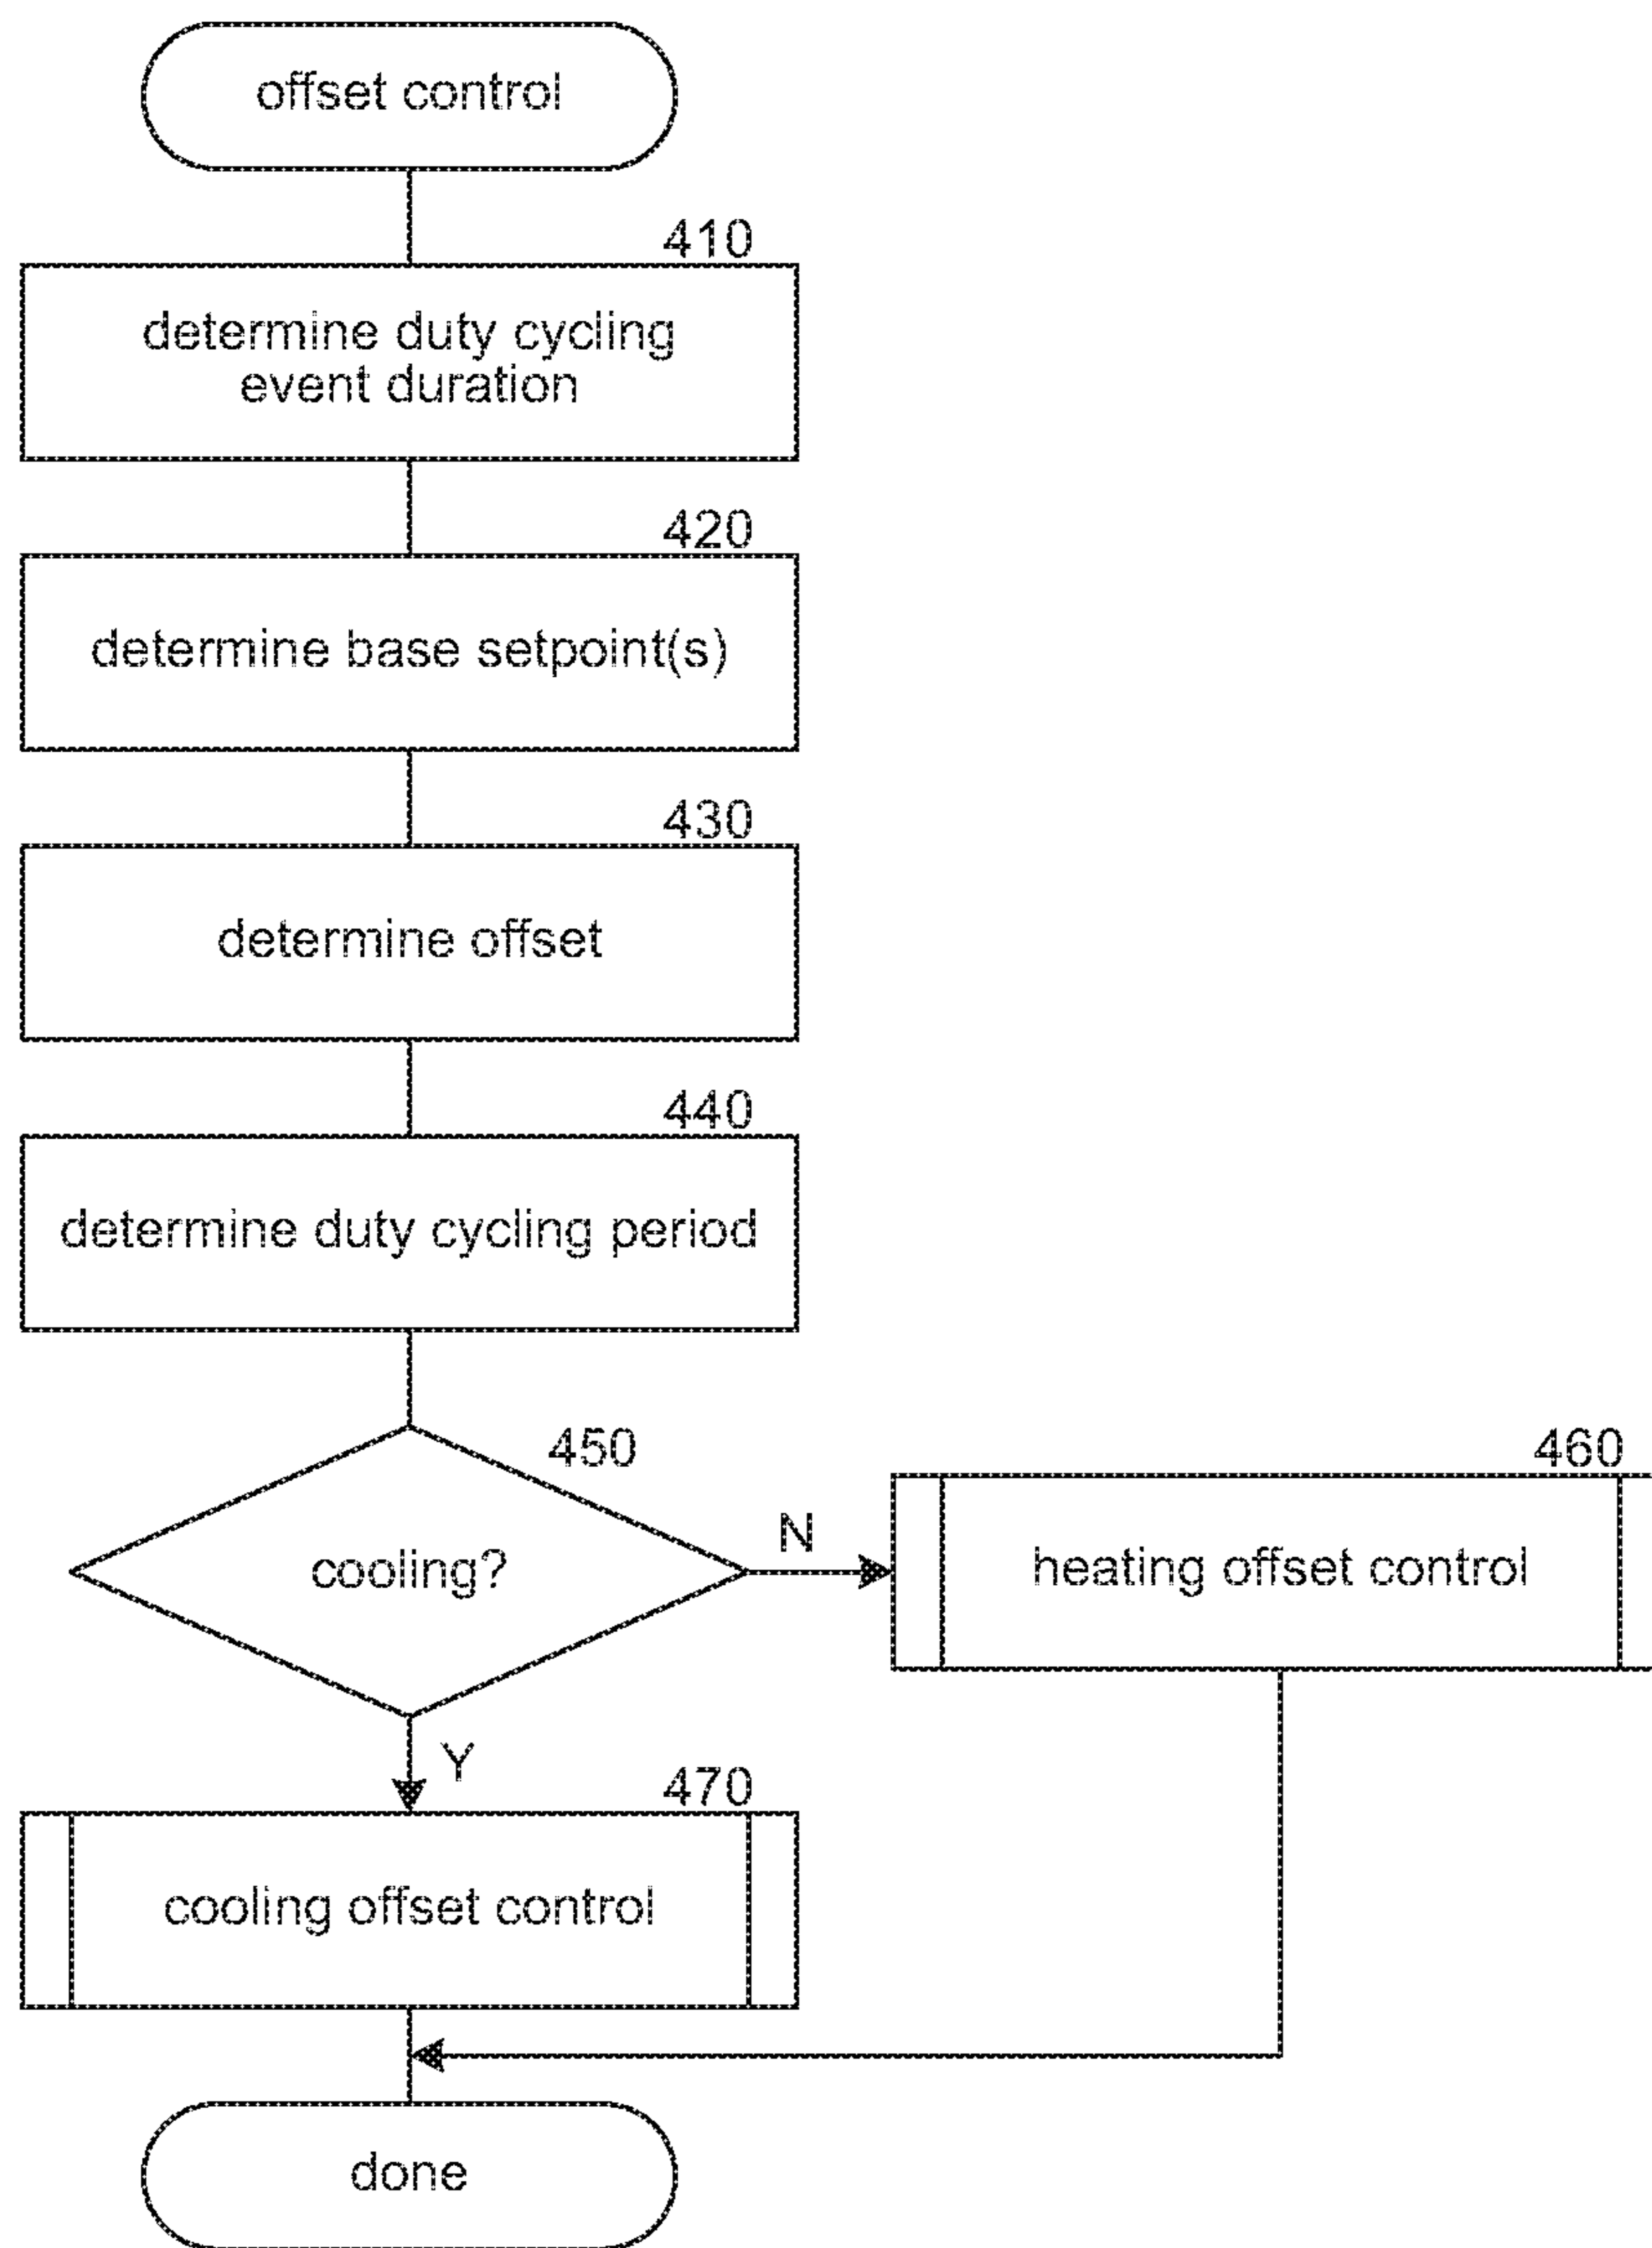 offset control
410
determine duty cycling
event duration
420
determine base setpoint(s)
430
determine offset
440
determine duty cycling period
450
cooling?
N
460
heating offset control
Y
470
cooling offset control
done